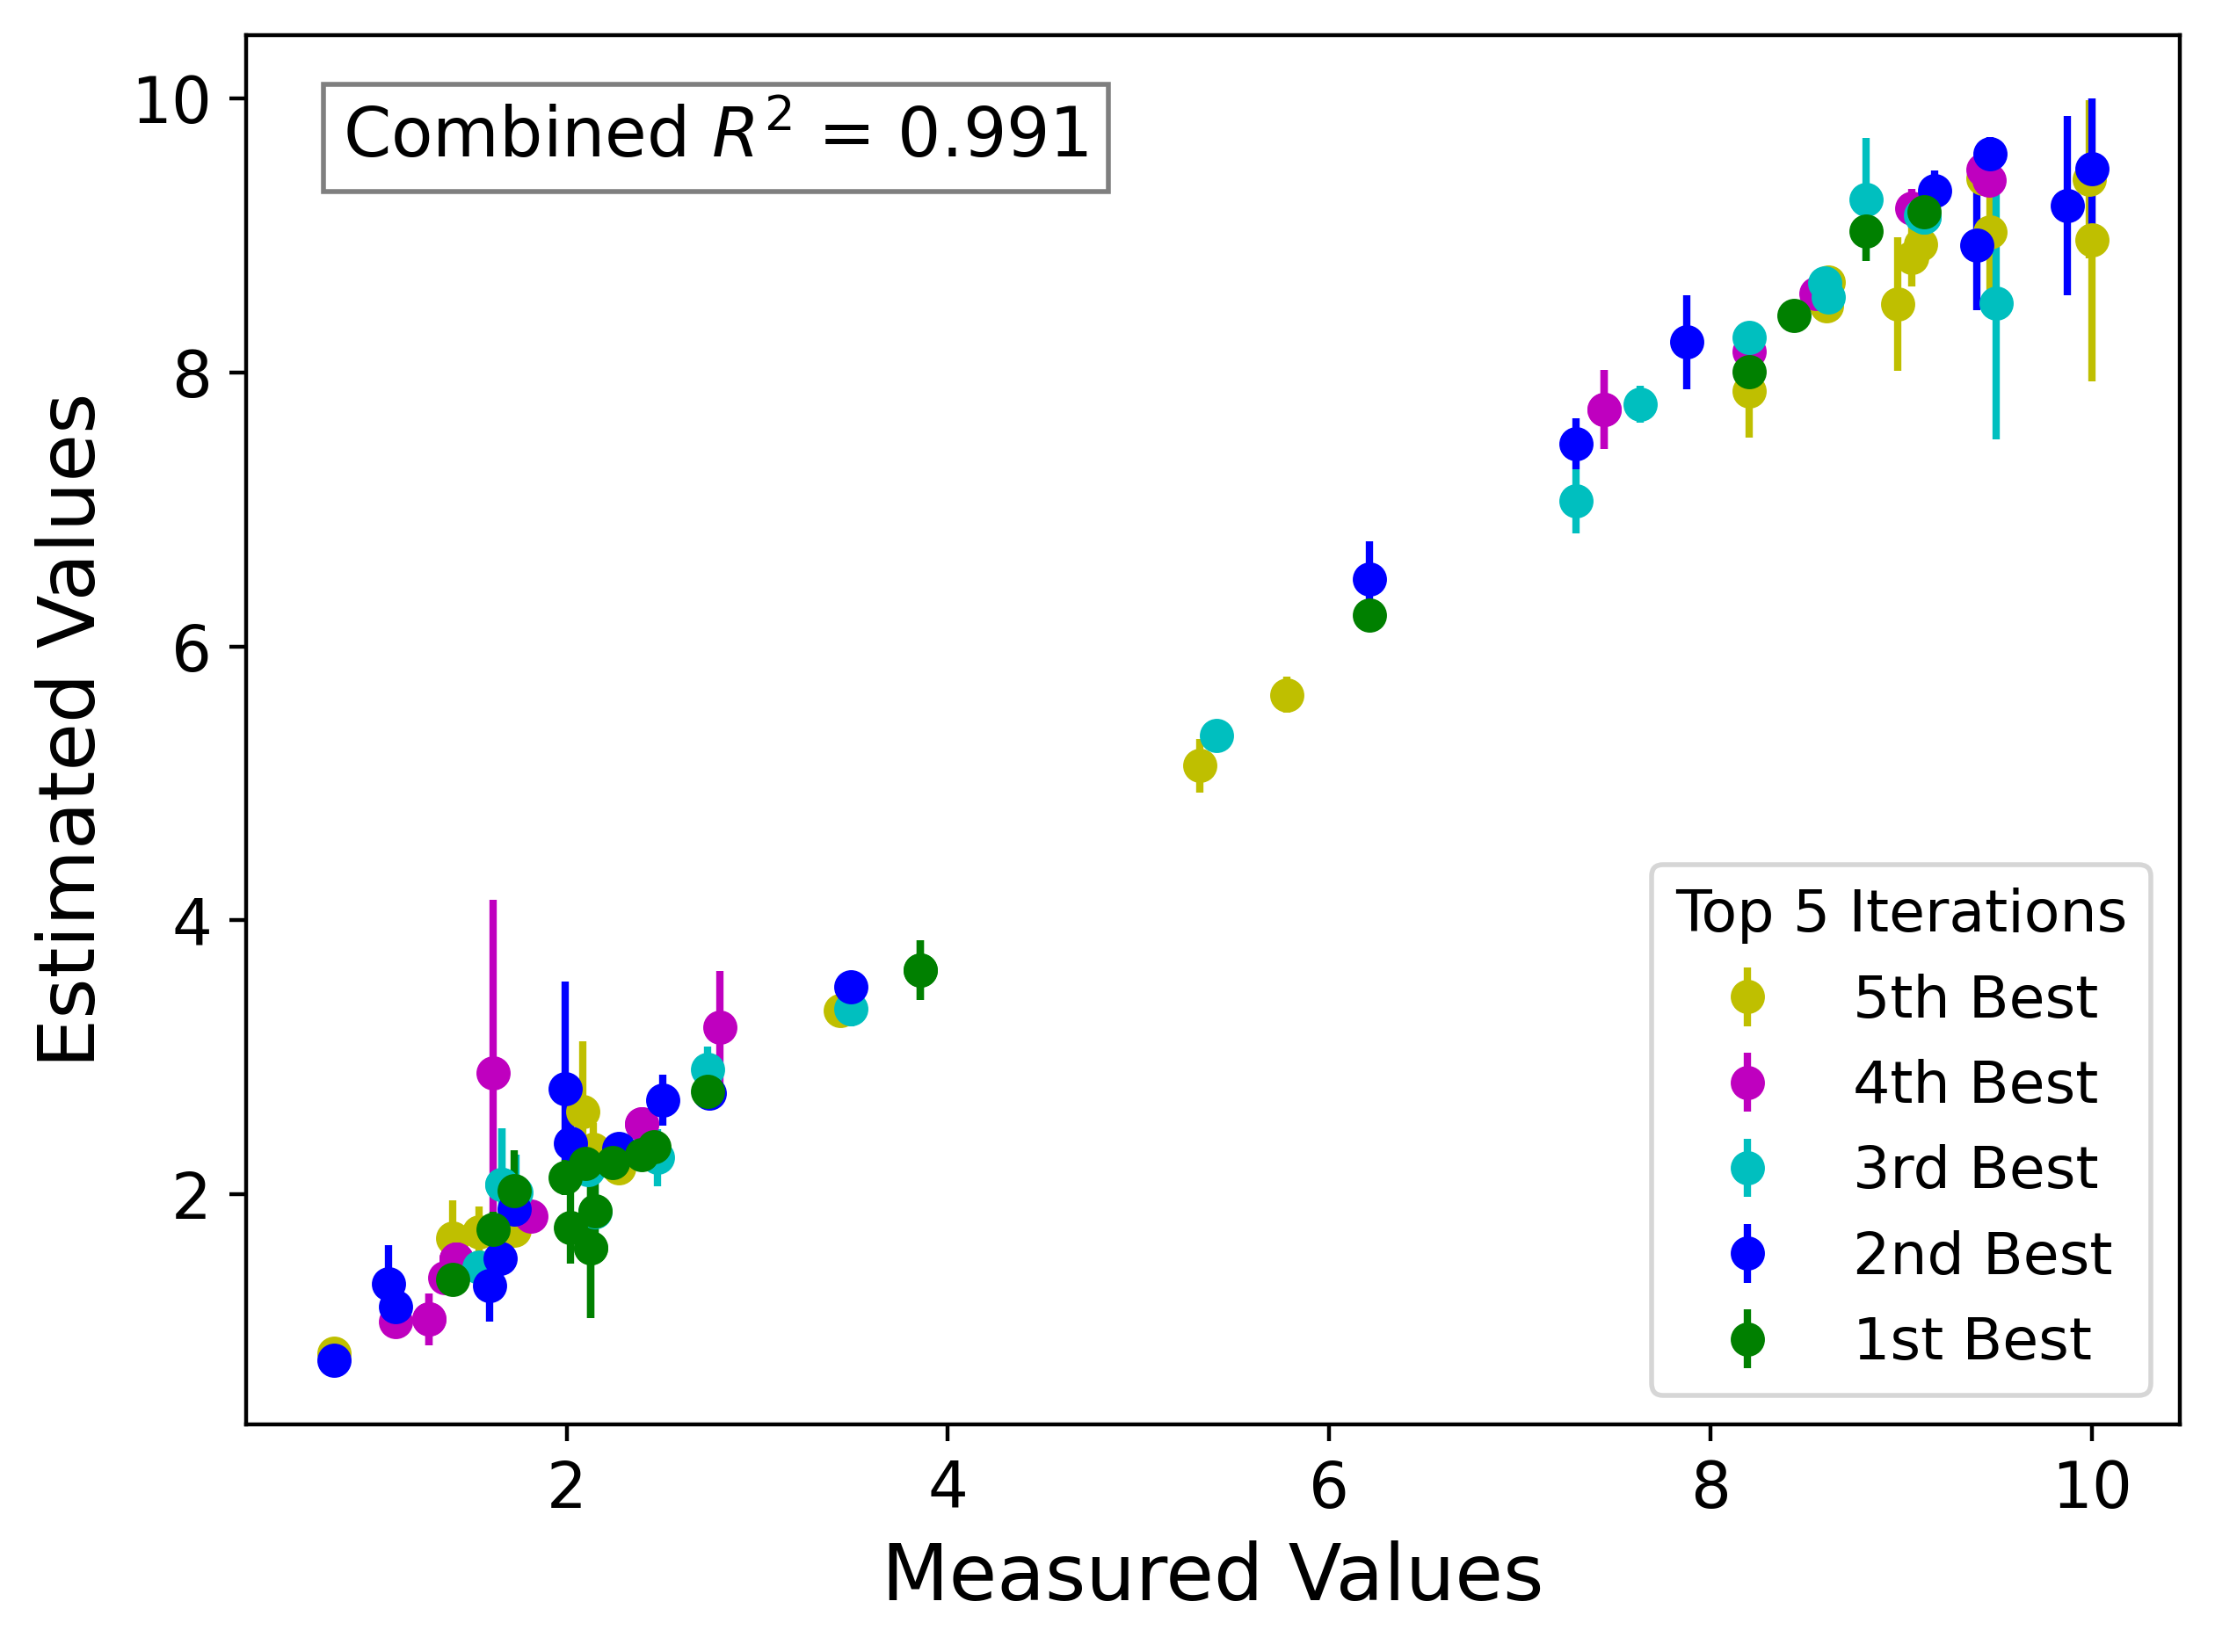 Combined R² = 0.991
10
8
6
4
2
Estimated Values
Top 5 Iterations
5th Best
4th Best
3rd Best
2nd Best
1st Best
2 4 6 8 10
Measured Values